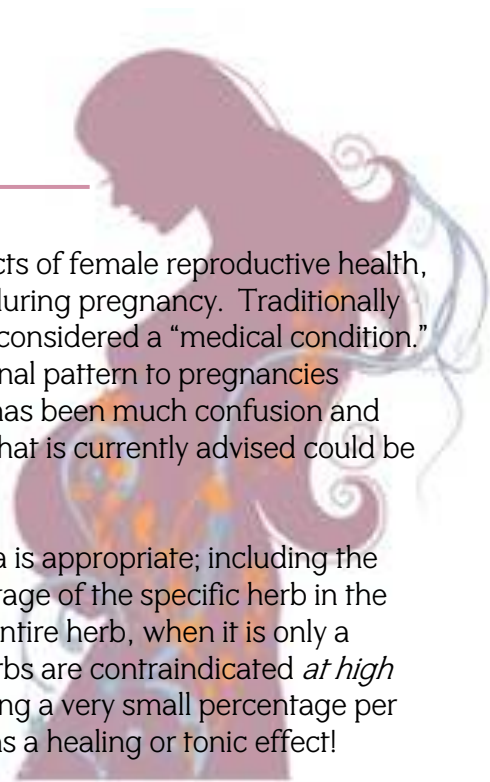 cts of female reproductive health,
during pregnancy. Traditionally
considered a “medical condition.”
nal pattern to pregnancies
has been much confusion and
hat is currently advised could be
a is appropriate; including the
tage of the specific herb in the
ntire herb, when it is only a
rbs are contraindicated at high
ng a very small percentage per
as a healing or tonic effect!